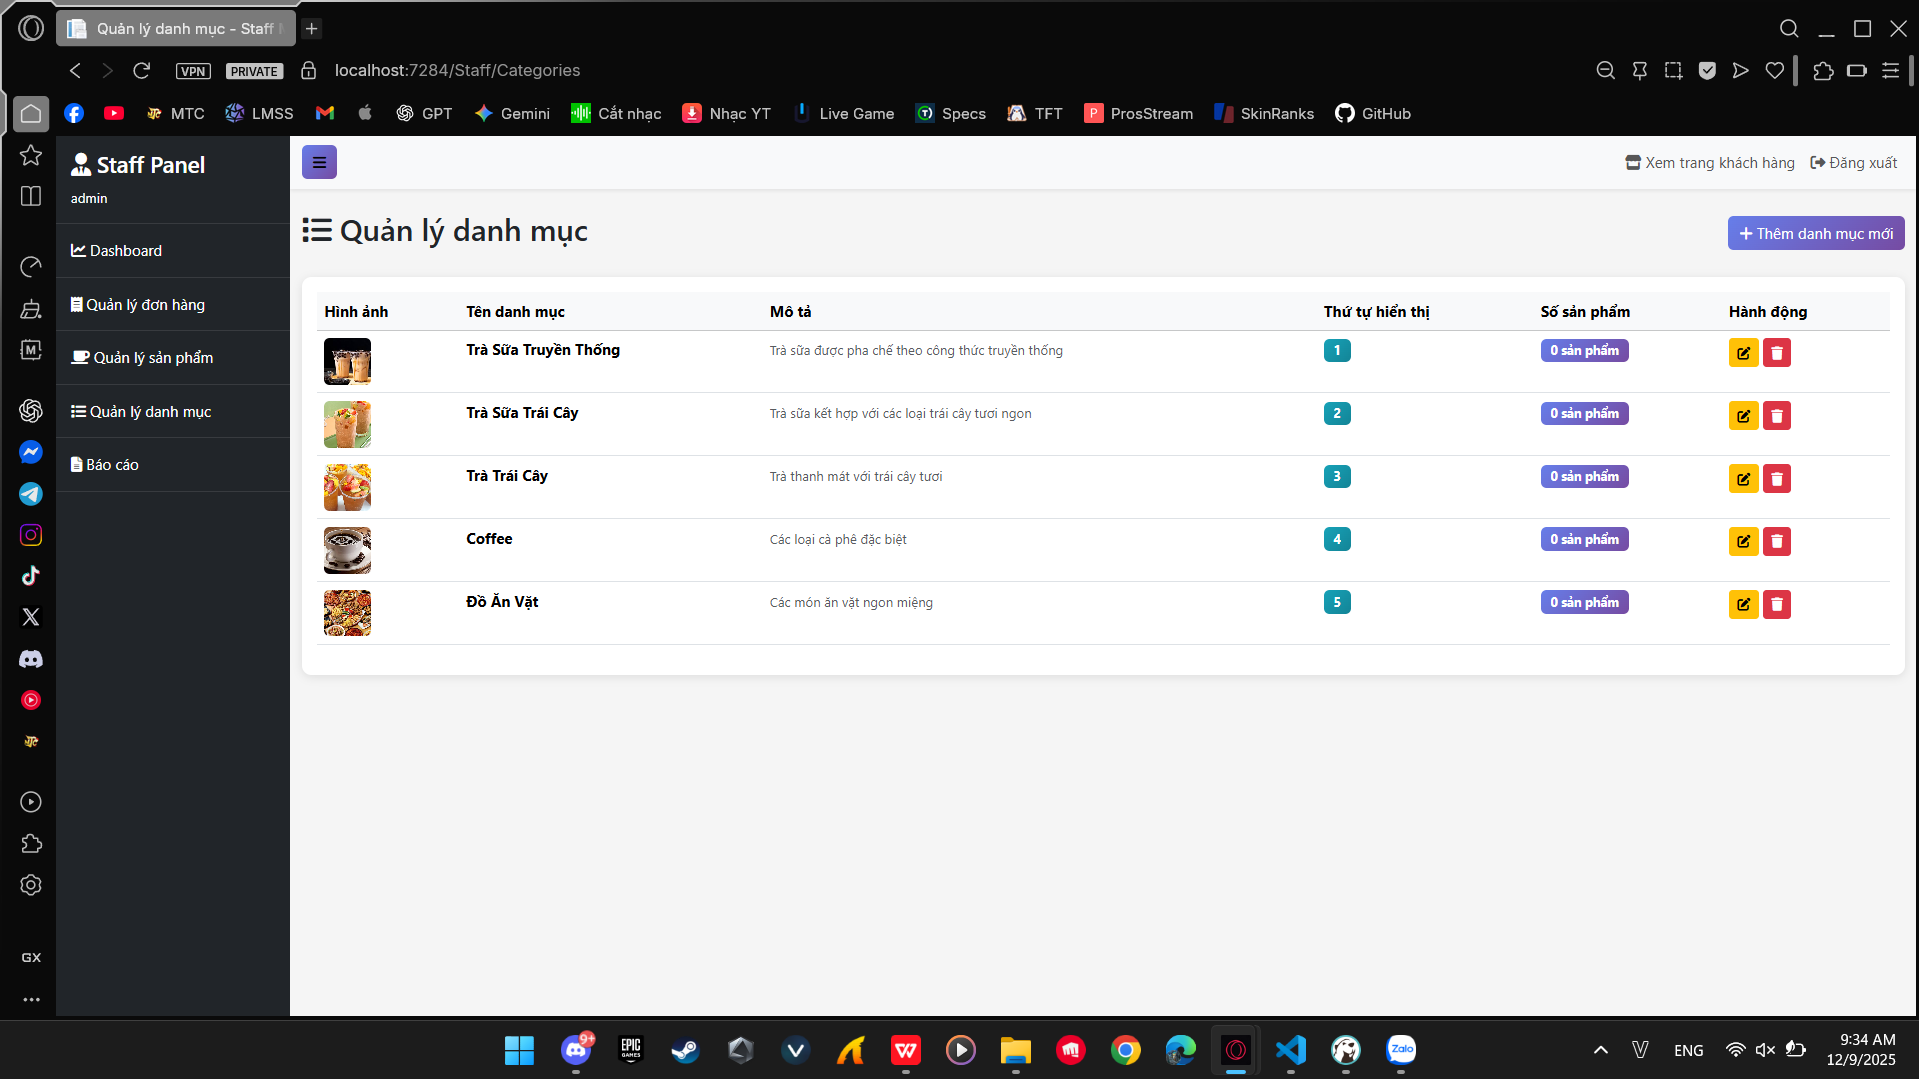 Quản lý danh mục - Staff
VPN PRIVATE localhost:7284/Staff/Categories
MTC LMSS GPT Gemini Cắt nhạc Nhạc YT Live Game Specs TFT ProsStream SkinRanks GitHub
Staff Panel
admin
Dashboard
Quản lý đơn hàng
Quản lý sản phẩm
Quản lý danh mục
Báo cáo
GX
Xem trang khách hàng Đăng xuất
Quản lý danh mục
Thêm danh mục mới
Hình ảnh Tên danh mục Mô tả Thứ tự hiển thị Số sản phẩm Hành động
Trà Sữa Truyền Thống Trà sữa được pha chế theo công thức truyền thống 1 0 sản phẩm
Trà Sữa Trái Cây Trà sữa kết hợp với các loại trái cây tươi ngon 2 0 sản phẩm
Trà Trái Cây Trà thanh mát với trái cây tươi 3 0 sản phẩm
Coffee Các loại cà phê đặc biệt 4 0 sản phẩm
Đồ Ăn Vặt Các món ăn vặt ngon miệng 5 0 sản phẩm
9+ EPIC GAMES Zalo
ENG
9:34 AM
12/9/2025